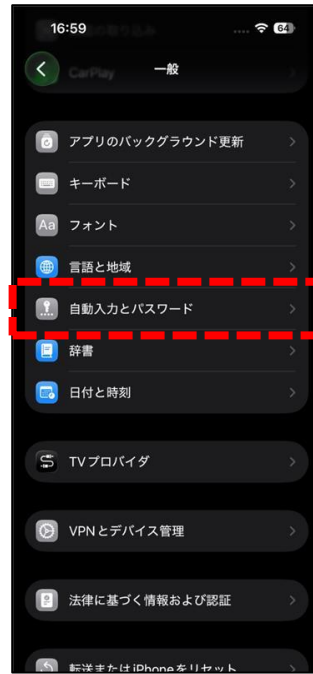 16:59
64
CarPlay
一般
アプリのバックグラウンド更新
キーボード
Aa
フォント
言語と地域
自動入力とパスワード
辞書
日付と時刻
TVプロバイダ
VPNとデバイス管理
法律に基づく情報および認証
転送またはiPhoneをリセット